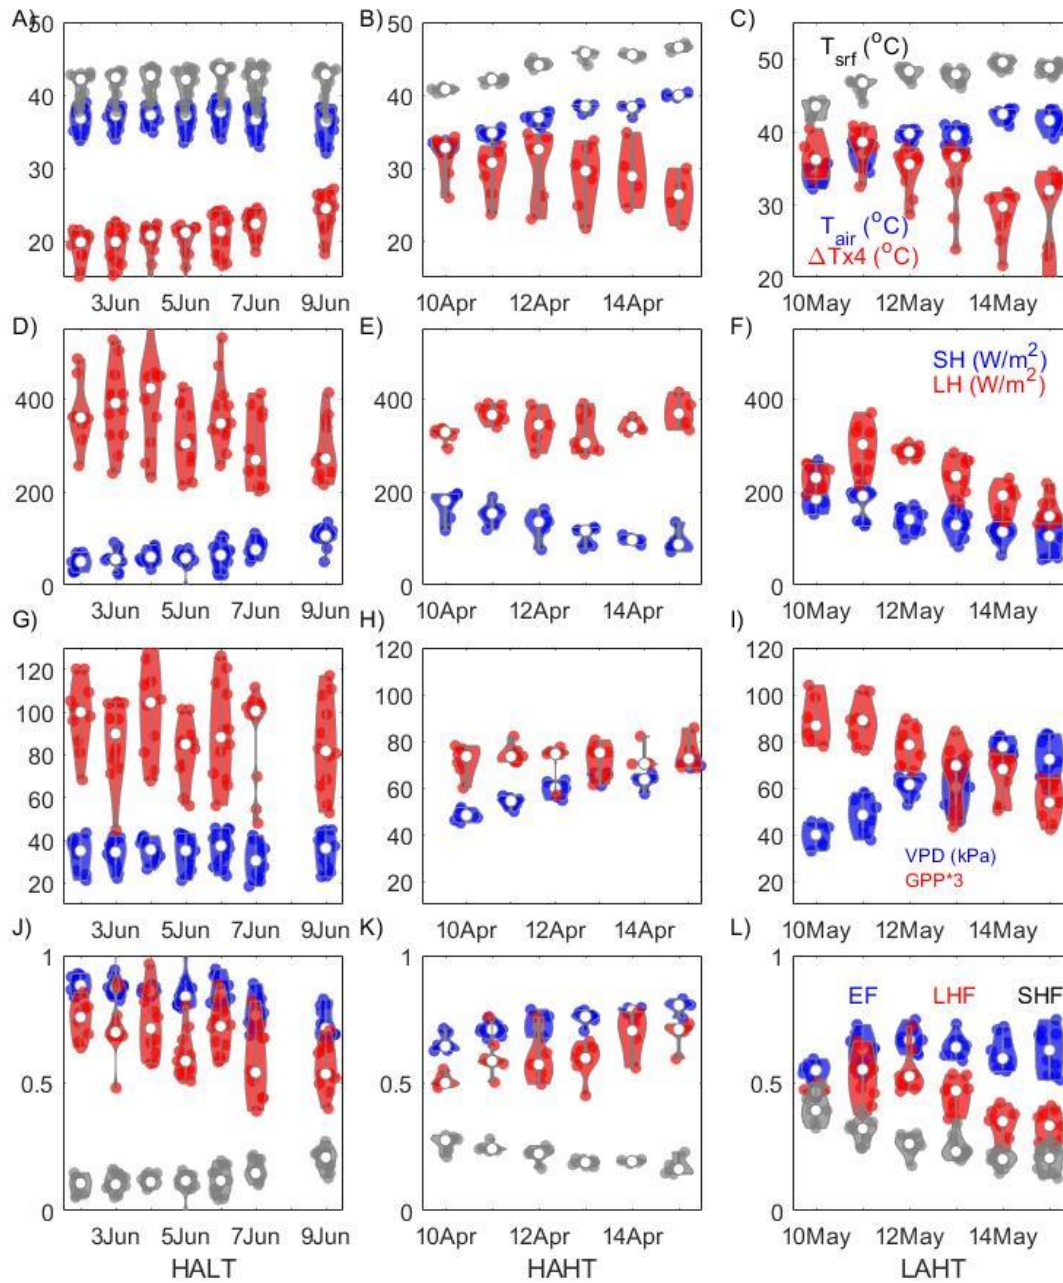 A) B) C)
50 50 55
T_srf (°C)
50
40 40
40
30 30
30
T_air (°C)
20 20 ΔTx4 (°C)
20
3Jun 5Jun 7Jun 9Jun 10Apr 12Apr 14Apr 10May 12May 14May
D) E) F)
SH (W/m²)
LH (W/m²)
400 400 400
200 200 200
0 0 0
3Jun 5Jun 7Jun 9Jun 10Apr 12Apr 14Apr 10May 12May 14May
G) H) I)
120 120 120
100 100 100
80 80 80
60 60 60
40 40 40
VPD (kPa)
GPP*3
20 20 20
3Jun 5Jun 7Jun 9Jun 10Apr 12Apr 14Apr 10May 12May 14May
J) K) L)
1 1 1
EF LHF SHF
0.5 0.5 0.5
0 0 0
3Jun 5Jun 7Jun 9Jun 10Apr 12Apr 14Apr 10May 12May 14May
HALT HAHT LAHT